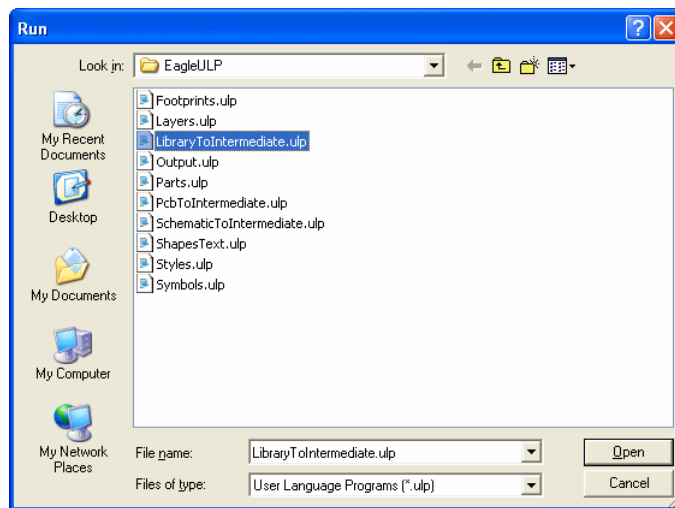 Run
Look in: EagleULP
Footprints.ulp
Layers.ulp
LibraryToIntermediate.ulp
Output.ulp
Parts.ulp
PcbToIntermediate.ulp
SchematicToIntermediate.ulp
ShapesText.ulp
Styles.ulp
Symbols.ulp
My Recent
Documents
Desktop
My Documents
My Computer
My Network
Places
File name: LibraryToIntermediate.ulp Open
Files of type: User Language Programs (*.ulp) Cancel